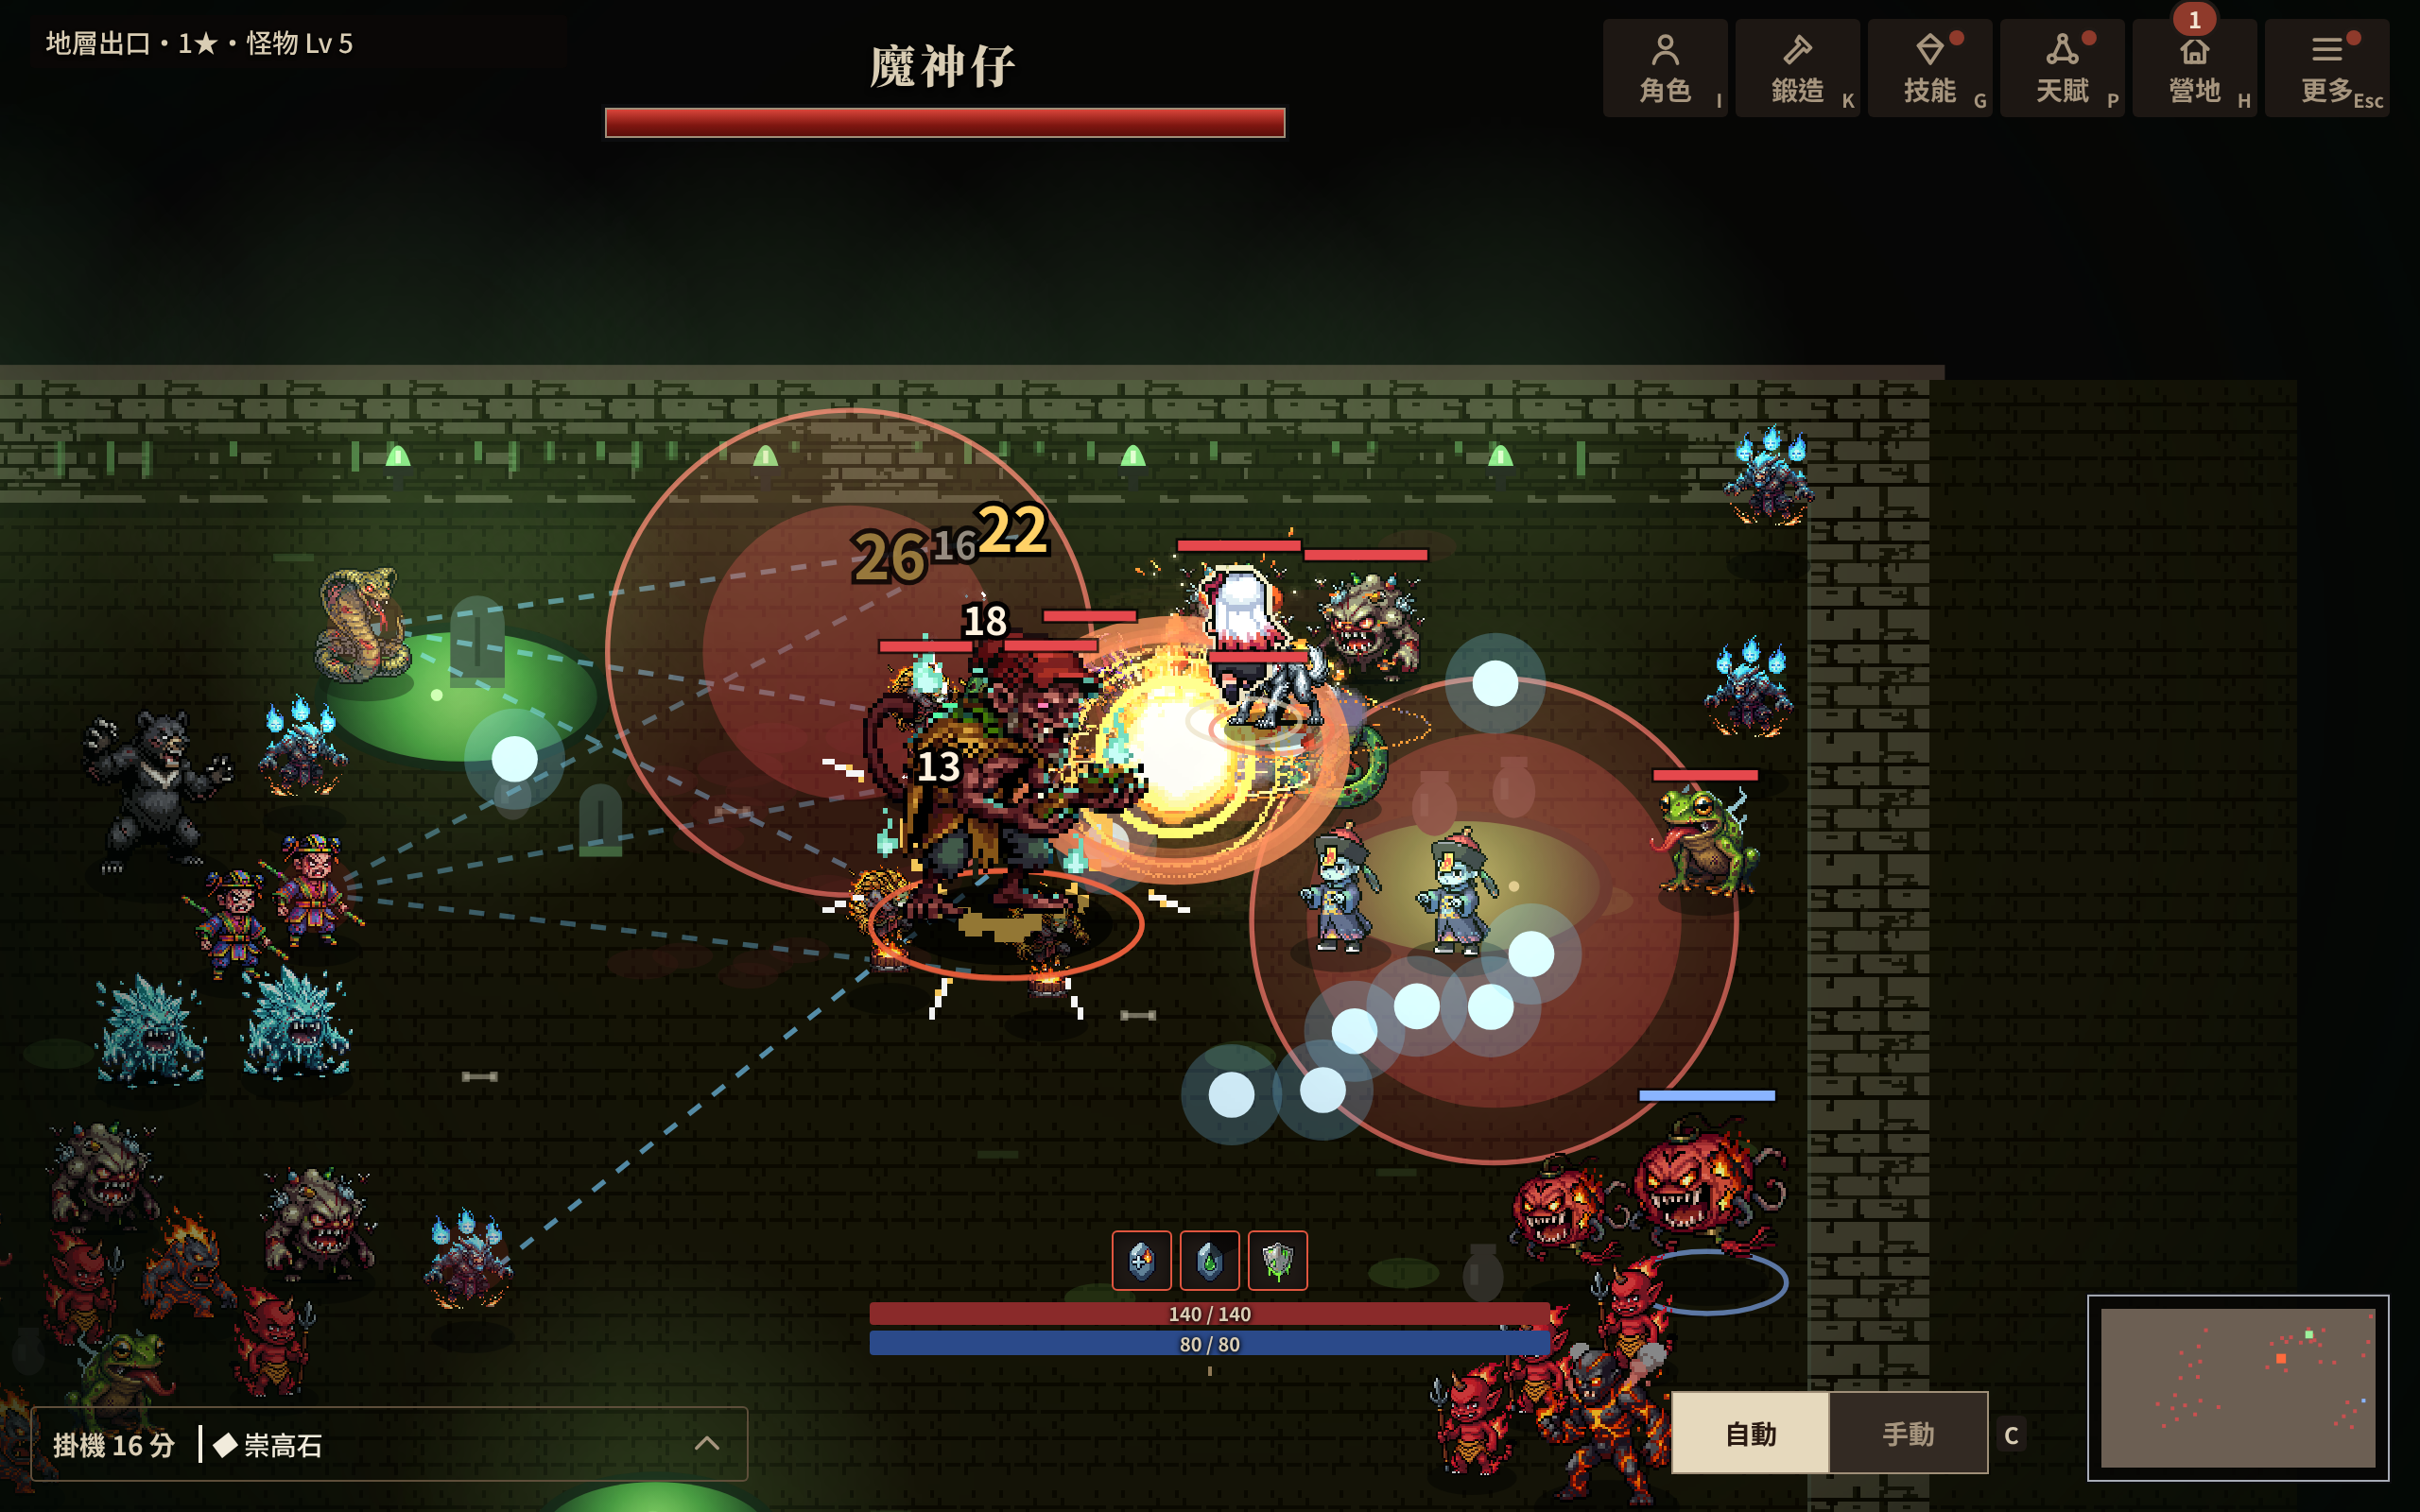 地層出口・1★・怪物 Lv 5
魔神仔
角色 I
鍛造 K
技能 G
天賦 P
1
營地 H
更多 Esc
26
16
22
18
13
140 / 140
80 / 80
掛機 16 分
崇高石
自動
手動
C